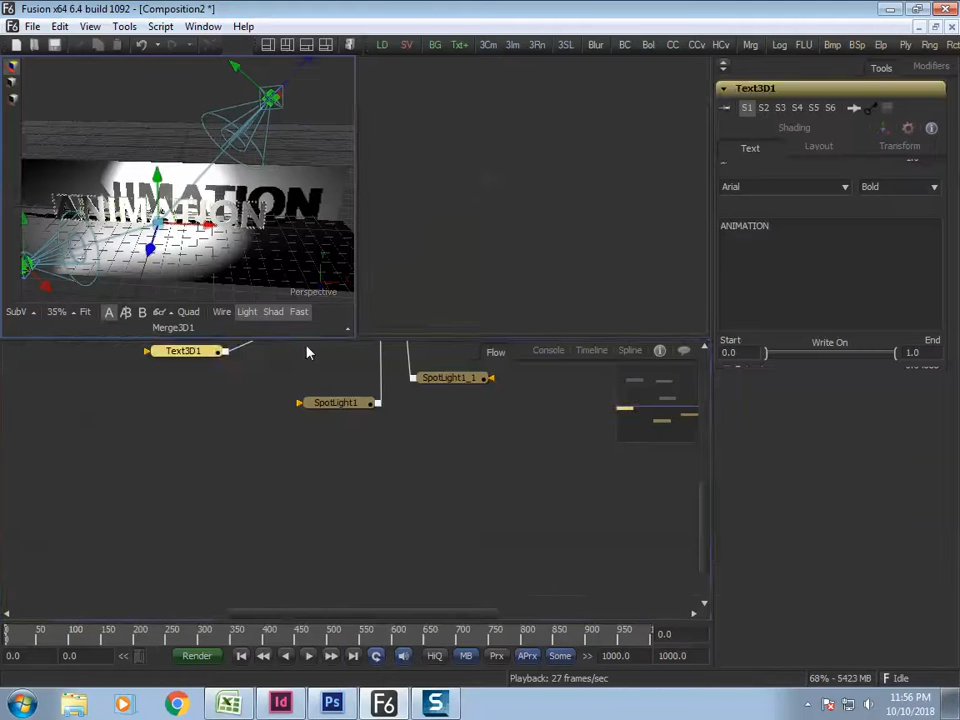 Fusion x64 6.4 build 1092 - [Composition2 *]
File Edit View Tools Script Window Help
LD SV BG Txt+ 3Cm 3Im 3Rn 3SL Blur BC Bol CC CCv HCv Mrg Log FLU Bmp BSp Elp Ply Rng Rct
Tools Modifiers
Text3D1
S1 S2 S3 S4 S5 S6
Shading
Text Layout Transform
Arial Bold
ANIMATION
ANIMATION
ANIMATION
Perspective
SubV 35% Fit A B Quad Wire Light Shad Fast
Merge3D1
Start Write On End
0.0 1.0
Text3D1
Flow Console Timeline Spline
SpotLight1_1
SpotLight1
0 50 100 150 200 250 300 350 400 450 500 550 600 650 700 750 800 850 900 950 0.0
0.0 0.0 << Render HiQ MB Prx APrx Some >> 1000.0 1000.0
Playback: 27 frames/sec 68% - 5423 MB Idle
11:56 PM
10/10/2018